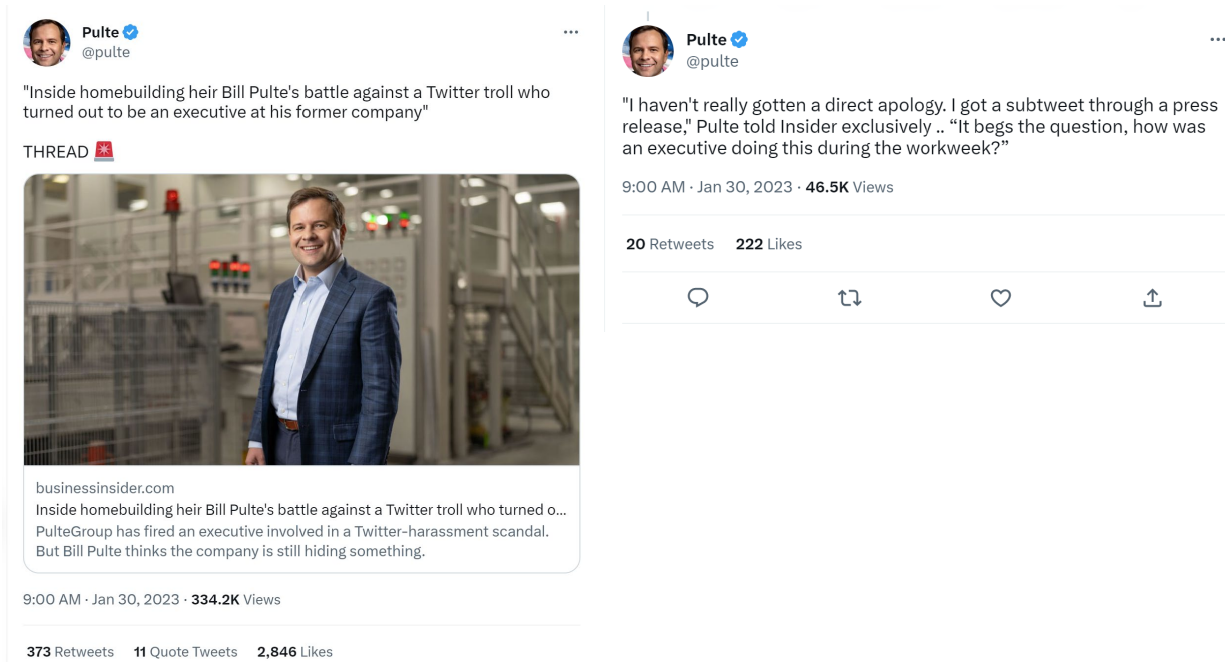 Pulte
@pulte
"Inside homebuilding heir Bill Pulte's battle against a Twitter troll who
turned out to be an executive at his former company"
THREAD 🚨
businessinsider.com
Inside homebuilding heir Bill Pulte's battle against a Twitter troll who turned o...
PulteGroup has fired an executive involved in a Twitter-harassment scandal.
But Bill Pulte thinks the company is still hiding something.
9:00 AM · Jan 30, 2023 · 334.2K Views
373 Retweets 11 Quote Tweets 2,846 Likes
Pulte
@pulte
"I haven't really gotten a direct apology. I got a subtweet through a press
release," Pulte told Insider exclusively .. “It begs the question, how was
an executive doing this during the workweek?”
9:00 AM · Jan 30, 2023 · 46.5K Views
20 Retweets 222 Likes